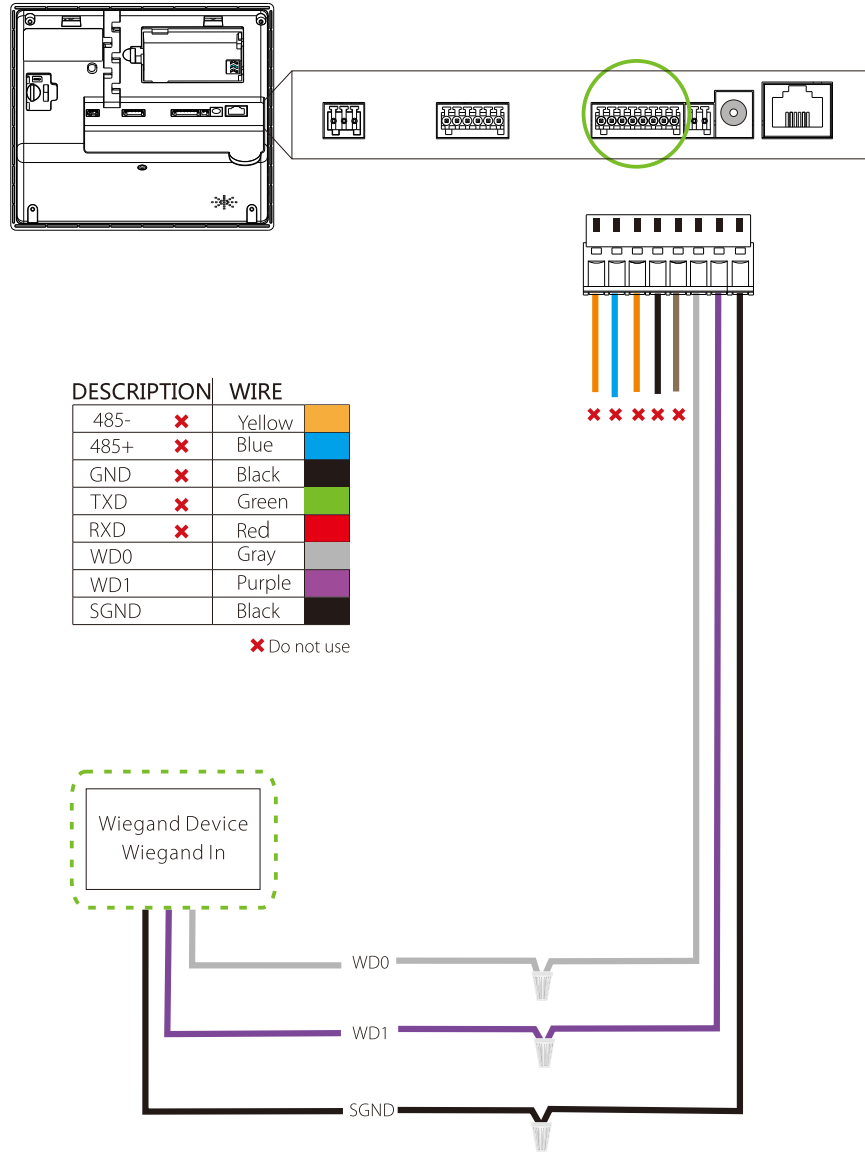 DESCRIPTION WIRE
485- ✖ Yellow
485+ ✖ Blue
GND ✖ Black
TXD ✖ Green
RXD ✖ Red
WD0 Gray
WD1 Purple
SGND Black
✖ Do not use
Wiegand Device
Wiegand In
WD0
WD1
SGND